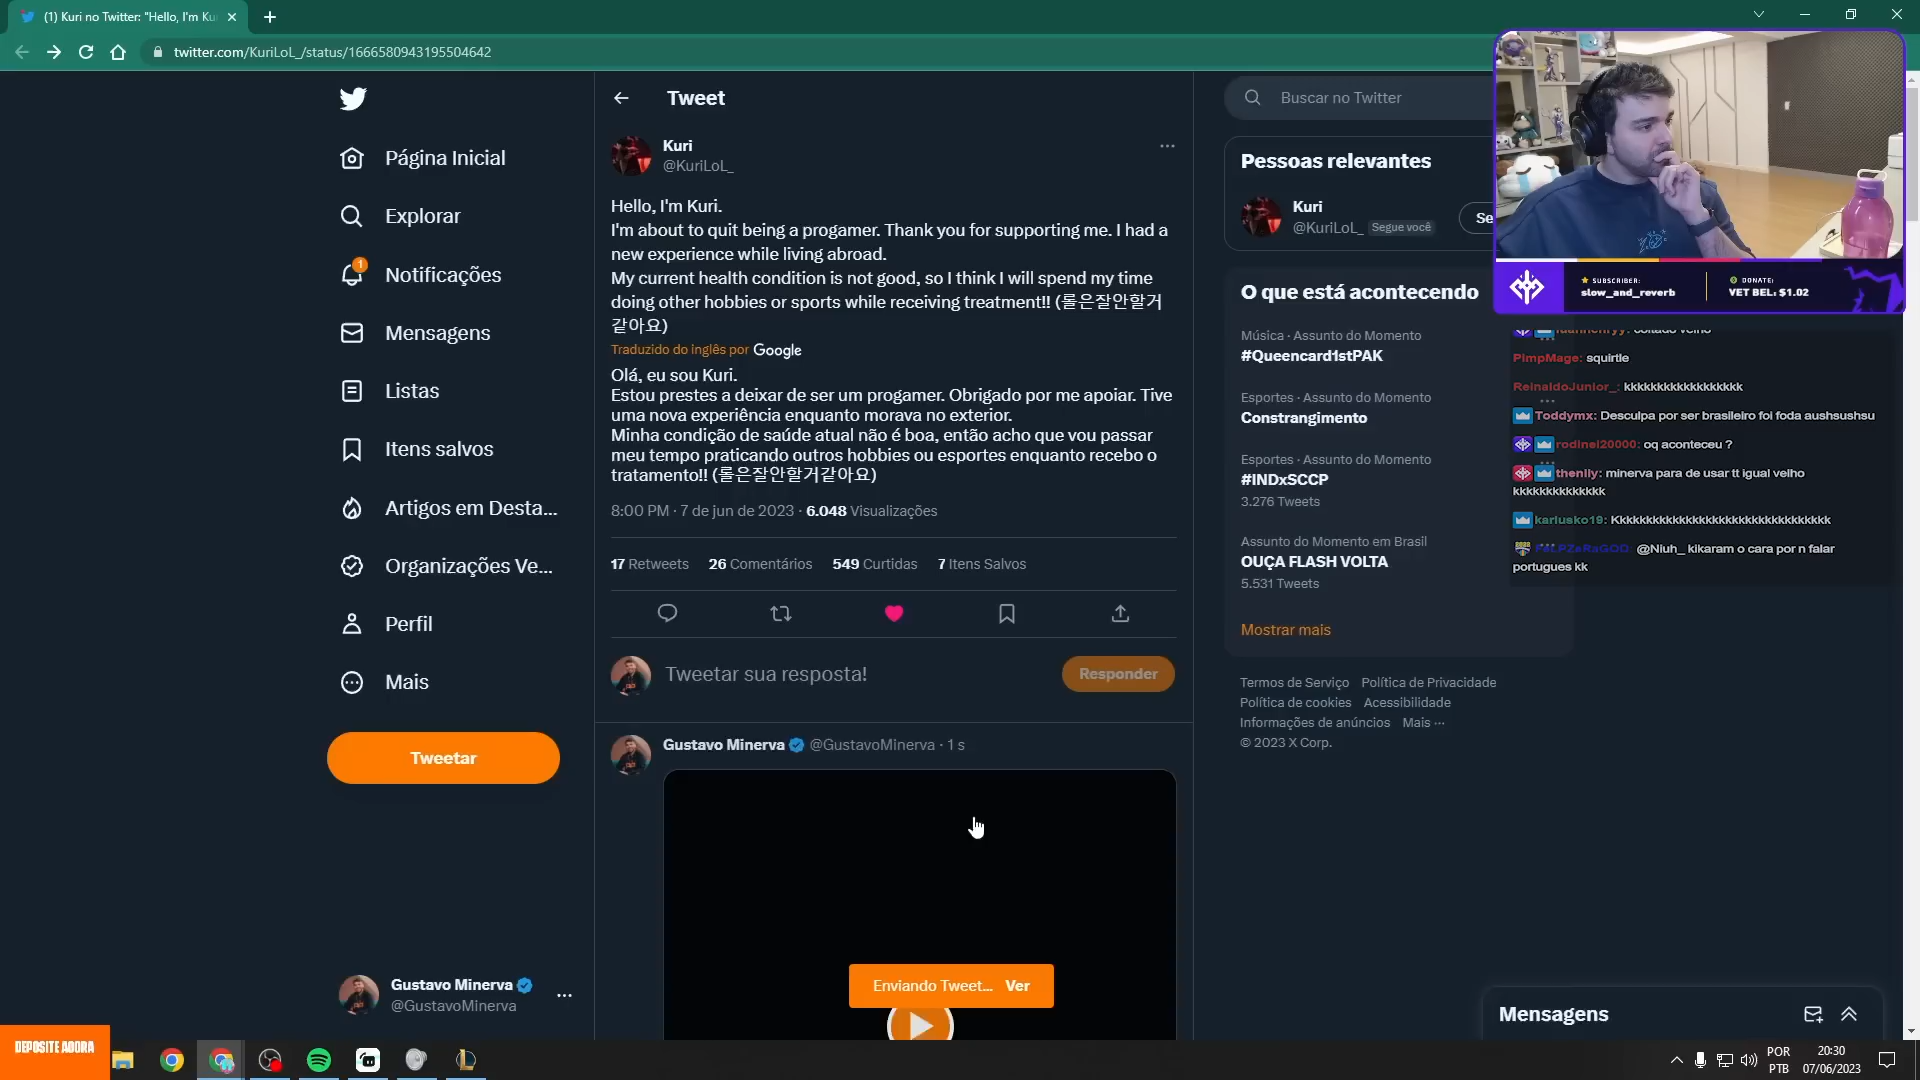 (1) Kuri no Twitter: "Hello, I'm Ku
twitter.com/KuriLoL_/status/1666580943195504642
Página Inicial
Explorar
1
Notificações
Mensagens
Listas
Itens salvos
Artigos em Desta...
Organizações Ve...
Perfil
Mais
Tweetar
Gustavo Minerva
@GustavoMinerva
Tweet
Kuri
@KuriLoL_
Hello, I'm Kuri.
I'm about to quit being a progamer. Thank you for supporting me. I had a
new experience while living abroad.
My current health condition is not good, so I think I will spend my time
doing other hobbies or sports while receiving treatment!! (롤은잘안할거
같아요)
Traduzido do inglês por Google
Olá, eu sou Kuri.
Estou prestes a deixar de ser um progamer. Obrigado por me apoiar. Tive
uma nova experiência enquanto morava no exterior.
Minha condição de saúde atual não é boa, então acho que vou passar
meu tempo praticando outros hobbies ou esportes enquanto recebo o
tratamento!! (롤은잘안할거같아요)
8:00 PM · 7 de jun de 2023 · 6.048 Visualizações
17 Retweets 26 Comentários 549 Curtidas 7 Itens Salvos
Tweetar sua resposta!
Responder
Gustavo Minerva @GustavoMinerva · 1 s
Enviando Tweet... Ver
Buscar no Twitter
Pessoas relevantes
Kuri
@KuriLoL_ Segue você
Se
O que está acontecendo
Música · Assunto do Momento
#Queencard1stPAK
Esportes · Assunto do Momento
Constrangimento
Esportes · Assunto do Momento
#INDxSCCP
3.276 Tweets
Assunto do Momento em Brasil
OUÇA FLASH VOLTA
5.531 Tweets
Mostrar mais
Termos de Serviço Política de Privacidade
Política de cookies Acessibilidade
Informações de anúncios Mais ···
© 2023 X Corp.
SUBSCRIBER:
slow_and_reverb
DONATE:
VET BEL: $1.02
PimpMage: squirtle
ReinaldoJunior_: kkkkkkkkkkkkkkkkkk
Toddymx: Desculpa por ser brasileiro foi foda aushsushsu
rodinei20000: oq aconteceu ?
thenlly: minerva para de usar tt igual velho
kkkkkkkkkkkkkk
karlusko19: Kkkkkkkkkkkkkkkkkkkkkkkkkkkkkkkkk
@Niuh_ kikaram o cara por n falar
portugues kk
Mensagens
DEPOSITE AGORA
POR
PTB
20:30
07/06/2023